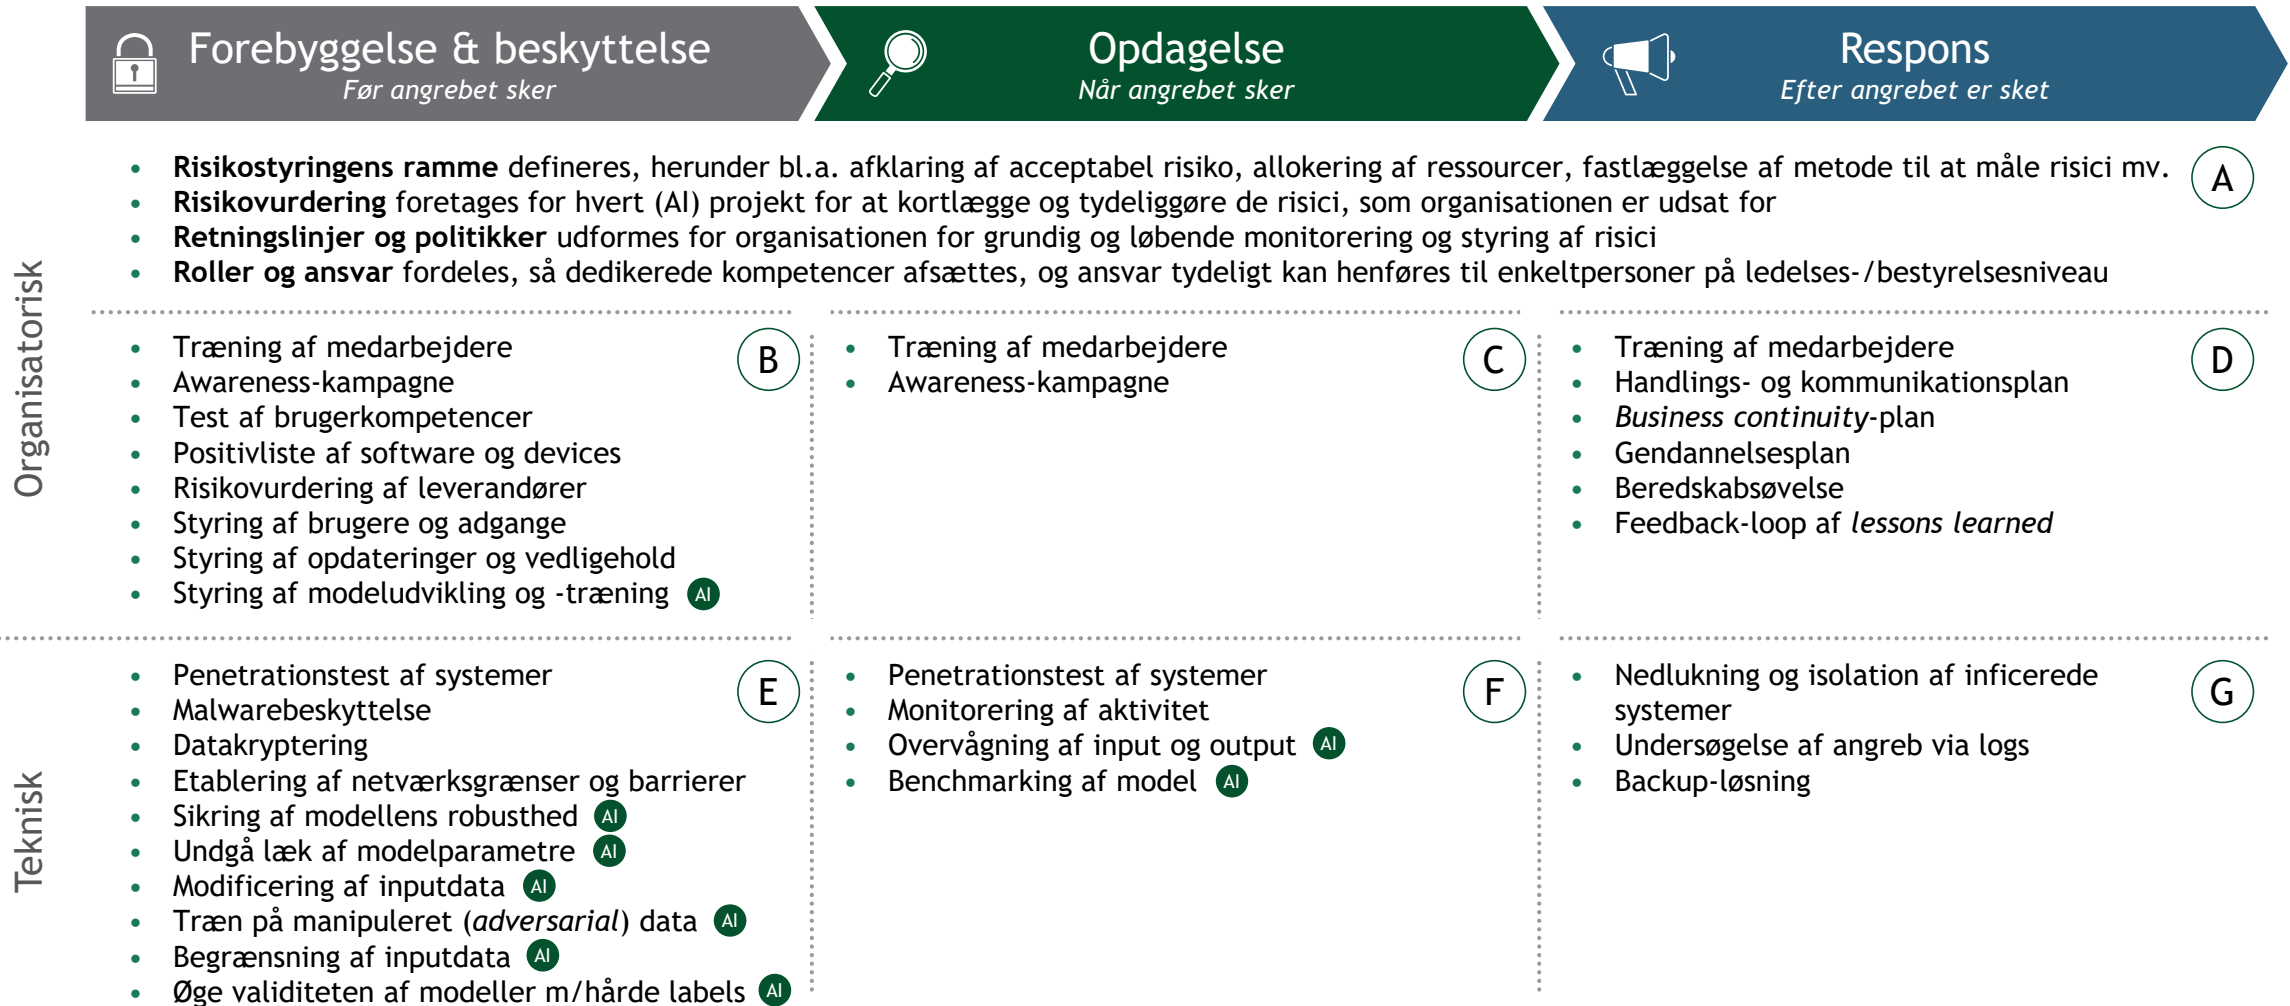 Forebyggelse & beskyttelse
Før angrebet sker
Opdagelse
Når angrebet sker
Respons
Efter angrebet er sket
Organisatorisk
• Risikostyringens ramme defineres, herunder bl.a. afklaring af acceptabel risiko, allokering af ressourcer, fastlæggelse af metode til at måle risici mv.
• Risikovurdering foretages for hvert (AI) projekt for at kortlægge og tydeliggøre de risici, som organisationen er udsat for
• Retningslinjer og politikker udformes for organisationen for grundig og løbende monitorering og styring af risici
• Roller og ansvar fordeles, så dedikerede kompetencer afsættes, og ansvar tydeligt kan henføres til enkeltpersoner på ledelses-/bestyrelsesniveau
A
• Træning af medarbejdere
• Awareness-kampagne
• Test af brugerkompetencer
• Positivliste af software og devices
• Risikovurdering af leverandører
• Styring af brugere og adgange
• Styring af opdateringer og vedligehold
• Styring af modeludvikling og -træning AI
B
• Træning af medarbejdere
• Awareness-kampagne
C
• Træning af medarbejdere
• Handlings- og kommunikationsplan
• Business continuity-plan
• Gendannelsesplan
• Beredskabsøvelse
• Feedback-loop af lessons learned
D
Teknisk
• Penetrationstest af systemer
• Malwarebeskyttelse
• Datakryptering
• Etablering af netværksgrænser og barrierer
• Sikring af modellens robusthed AI
• Undgå læk af modelparametre AI
• Modificering af inputdata AI
• Træn på manipuleret (adversarial) data AI
• Begrænsning af inputdata AI
• Øge validiteten af modeller m/hårde labels AI
E
• Penetrationstest af systemer
• Monitorering af aktivitet
• Overvågning af input og output AI
• Benchmarking af model AI
F
• Nedlukning og isolation af inficerede
systemer
• Undersøgelse af angreb via logs
• Backup-løsning
G